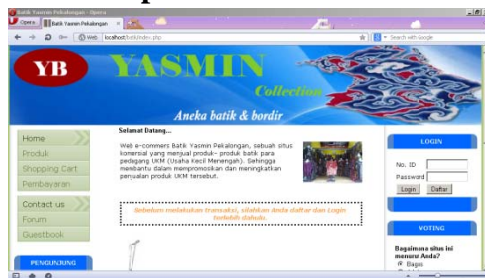 Batik Yasmin Pekalongan - Opera
Opera
Batik Yasmin Pekalongan
Web
localhost/batik/index.php
Search with Google
YB
YASMIN
Collection
Aneka batik & bordir
Home
Produk
Shopping Cart
Pembayaran
Contact us
Forum
Guestbook
PENGUNJUNG
Selamat Datang...
Web e-commers Batik Yasmin Pekalongan, sebuah situs
komersial yang menjual produk- produk batik para
pedagang UKM (Usaha Kecil Menengah). Sehingga
membantu dalam mempromosikan dan meningkatkan
penjualan produk UKM tersebut.
Sebelum melakukan transaksi, silahkan Anda daftar dan Login
terlebih dahulu.
LOGIN
No. ID
Password
Login Daftar
VOTING
Bagaimana situs ini
menurut Anda?
Bagus